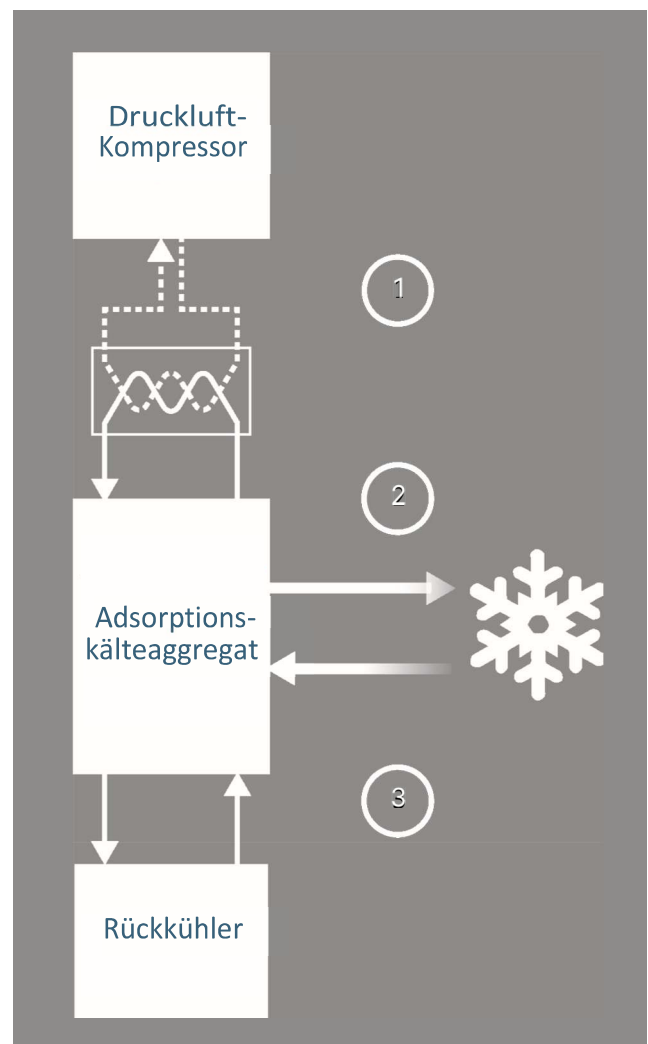 Druckluft-
Kompressor
1
2
Adsorptions-
kälteaggregat
3
Rückkühler